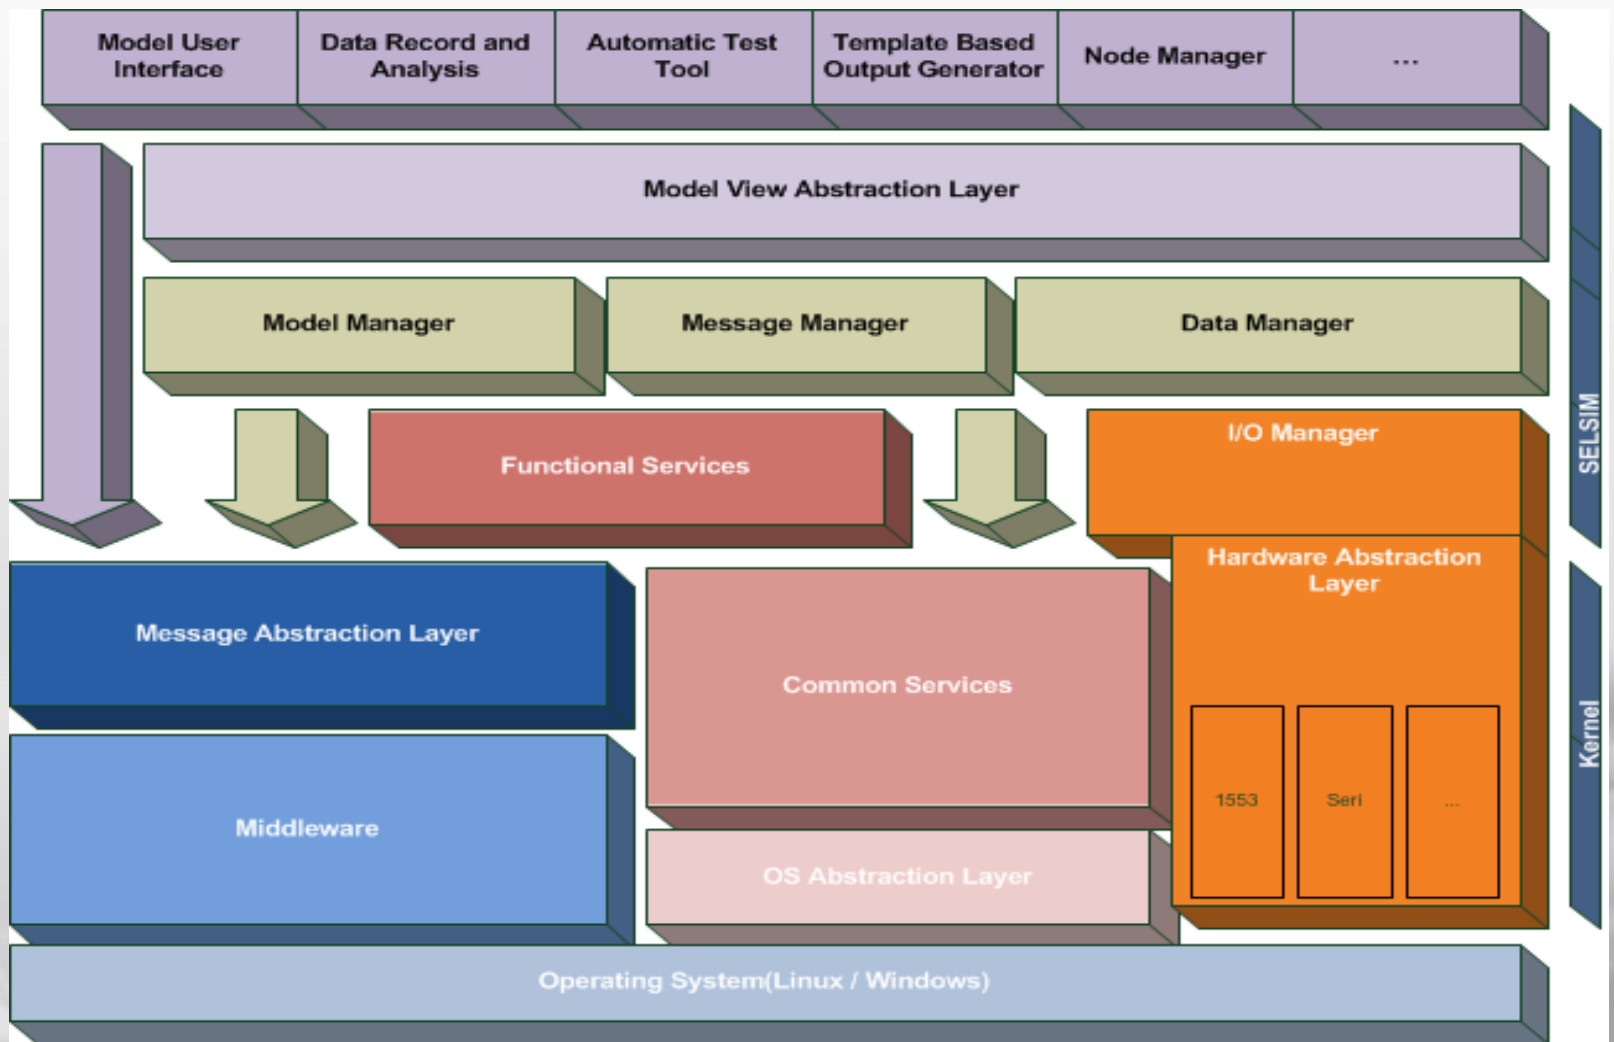 Model User
Interface
Data Record and
Analysis
Automatic Test
Tool
Template Based
Output Generator
Node Manager
...
Model View Abstraction Layer
Model Manager
Message Manager
Data Manager
Functional Services
I/O Manager
SELSIM
Hardware Abstraction
Layer
Message Abstraction Layer
Common Services
Kernel
1553
Seri
...
Middleware
OS Abstraction Layer
Operating System(Linux / Windows)